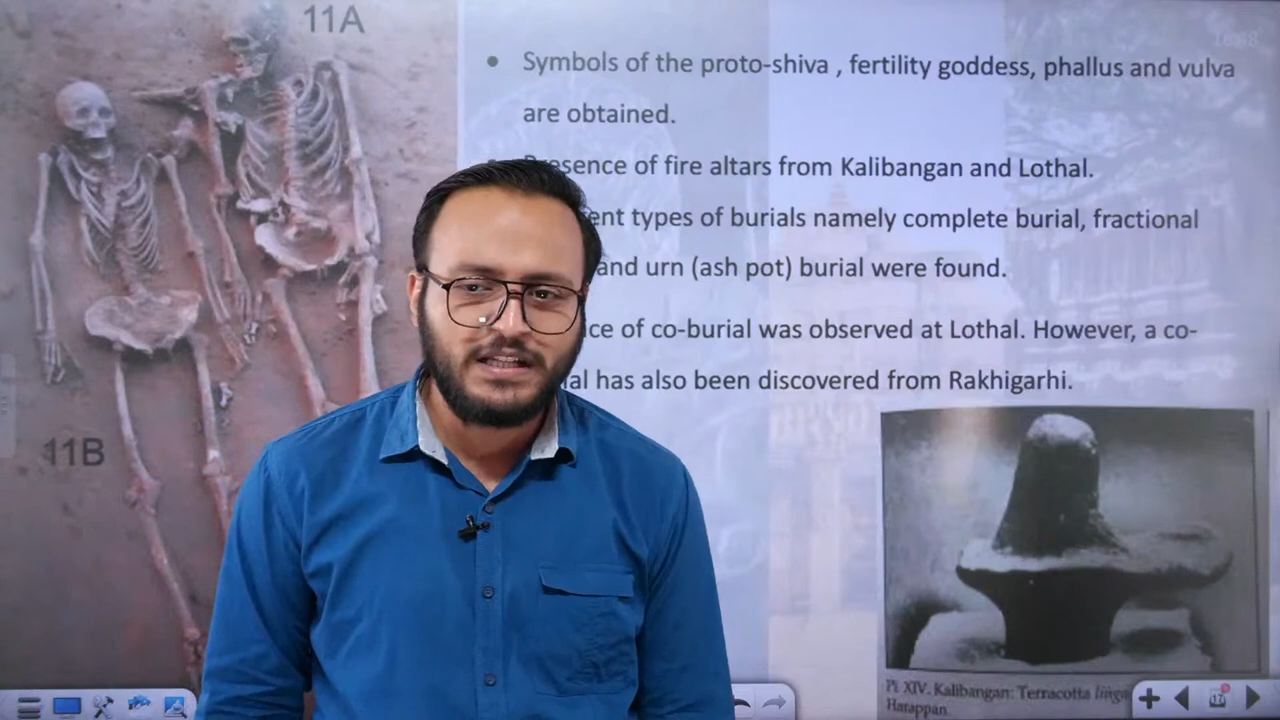 11A
• Symbols of the proto-shiva , fertility goddess, phallus and vulva
are obtained.
esence of fire altars from Kalibangan and Lothal.
ent types of burials namely complete burial, fractional
and urn (ash pot) burial were found.
ce of co-burial was observed at Lothal. However, a co-
ial has also been discovered from Rakhigarhi.
11B
Pl XIV. Kalibangan: Terracotta linga
Harappan
17